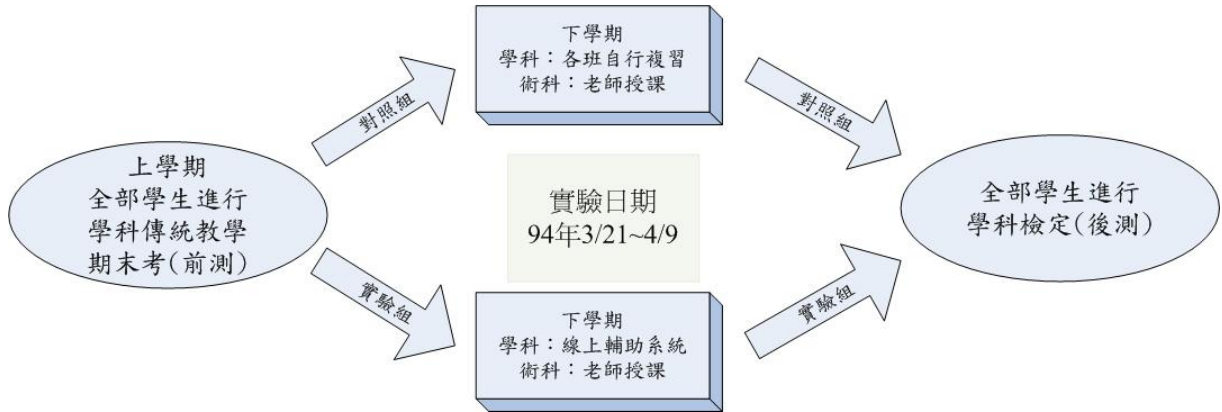 上學期
全部學生進行
學科傳統教學
期末考(前測)
對照組
下學期
學科：各班自行複習
術科：老師授課
對照組
實驗日期
94年3/21~4/9
實驗組
下學期
學科：線上輔助系統
術科：老師授課
實驗組
全部學生進行
學科檢定(後測)